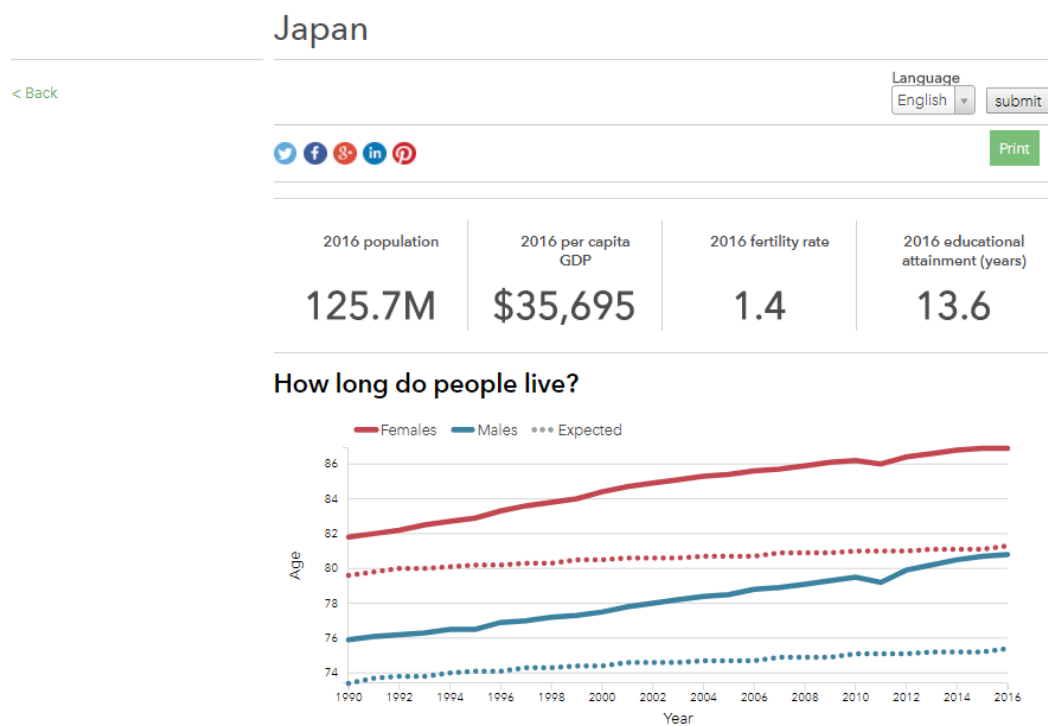 Japan
< Back
Language
English
submit
Print
2016 population
125.7M
2016 per capita
GDP
$35,695
2016 fertility rate
1.4
2016 educational
attainment (years)
13.6
How long do people live?
Females Males Expected
86
84
82
80
78
76
74
Age
1990 1992 1994 1996 1998 2000 2002 2004 2006 2008 2010 2012 2014 2016
Year